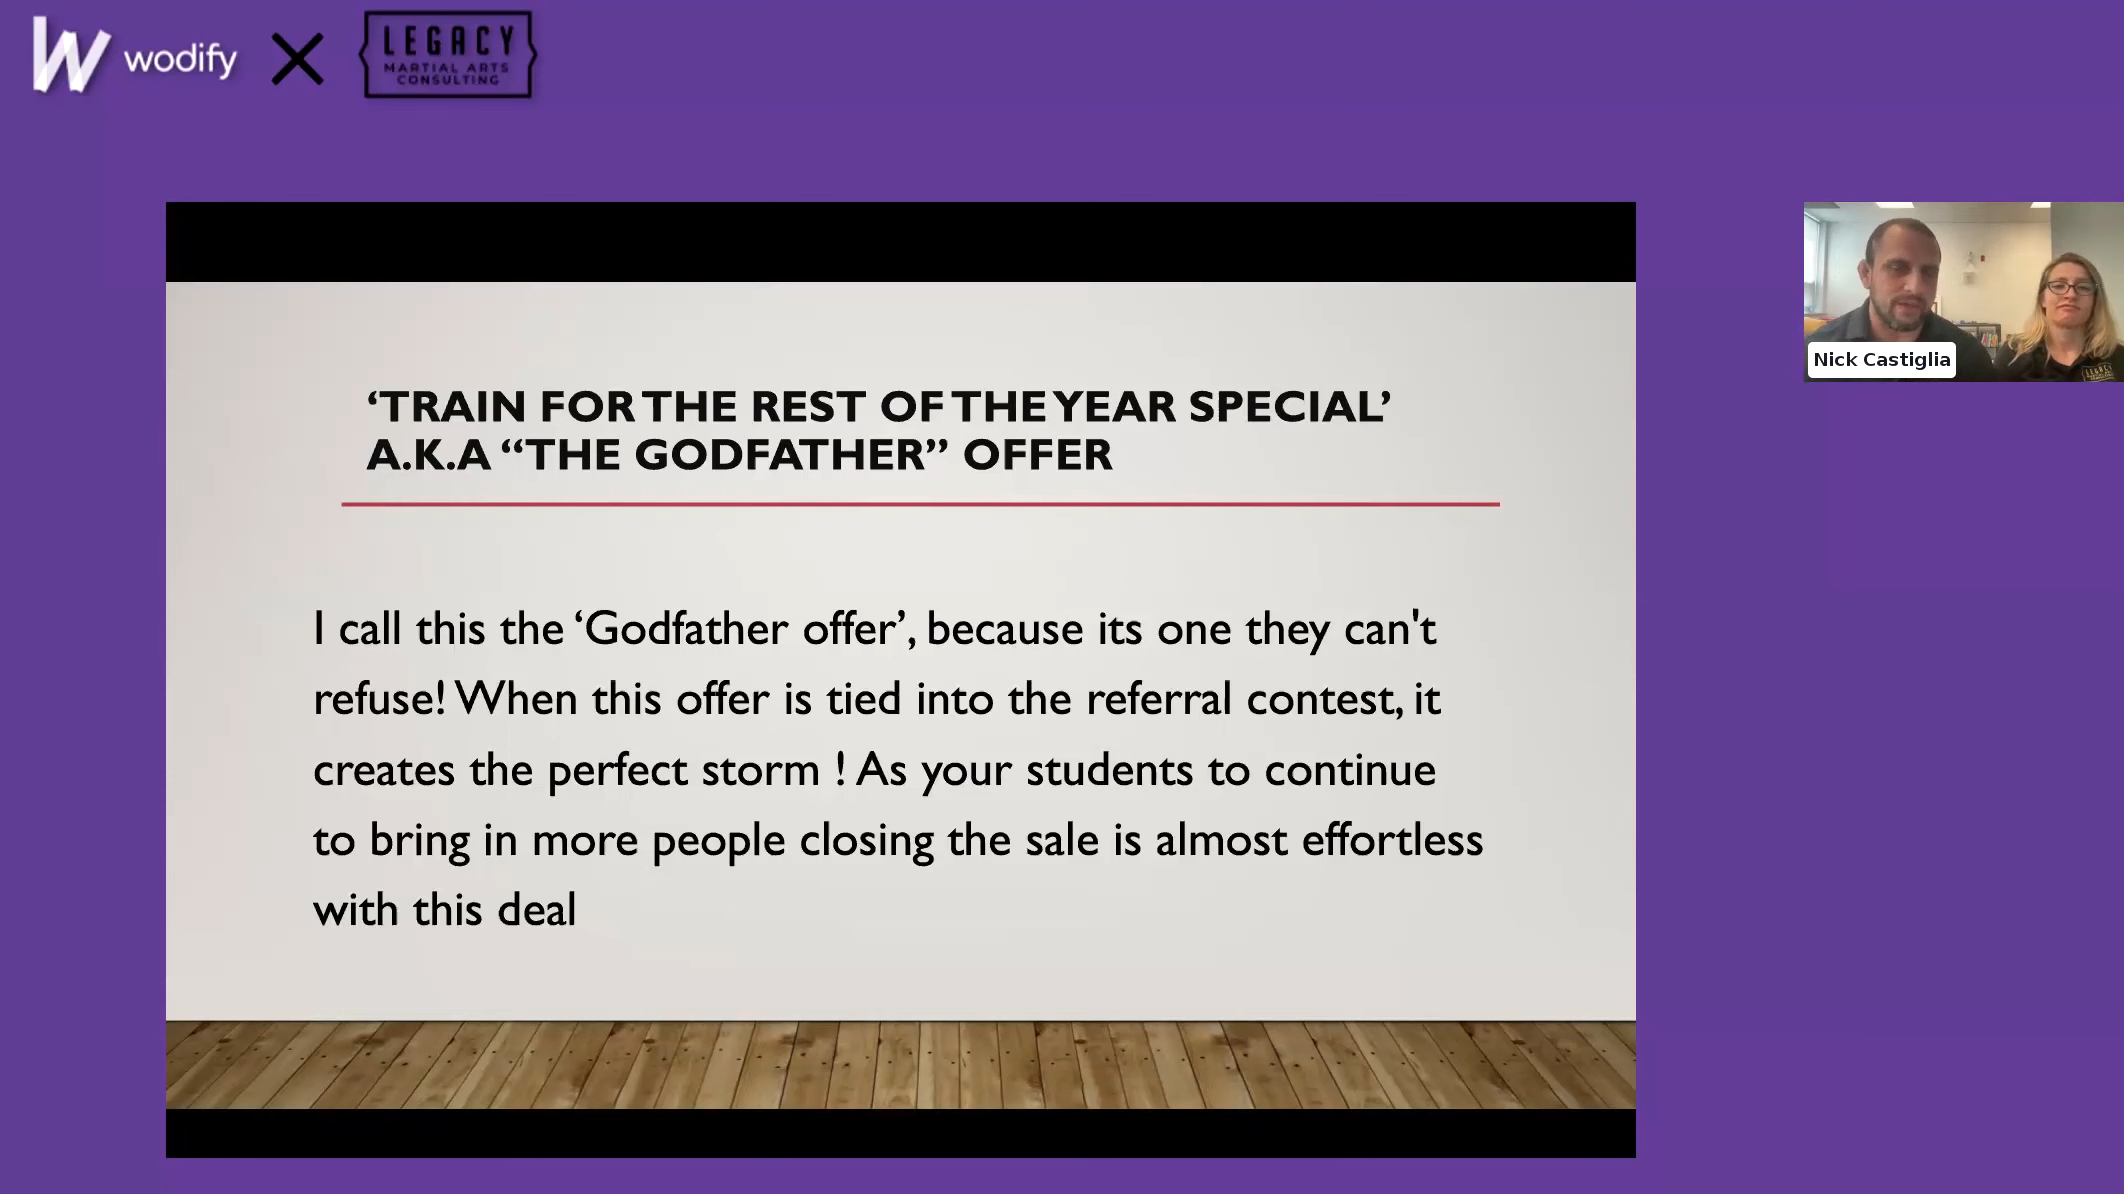 wodify
LEGACY
MARTIAL ARTS
CONSULTING
‘TRAIN FOR THE REST OF THE YEAR SPECIAL’
A.K.A “THE GODFATHER” OFFER
I call this the ‘Godfather offer’, because its one they can't
refuse! When this offer is tied into the referral contest, it
creates the perfect storm ! As your students to continue
to bring in more people closing the sale is almost effortless
with this deal
Nick Castiglia
LEGACY